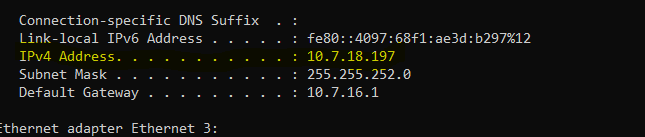 Connection-specific DNS Suffix  . :
Link-local IPv6 Address . . . . . : fe80::4097:68f1:ae3d:b297%12
IPv4 Address. . . . . . . . . . . : 10.7.18.197
Subnet Mask . . . . . . . . . . . : 255.255.252.0
Default Gateway . . . . . . . . . : 10.7.16.1
Ethernet adapter Ethernet 3: